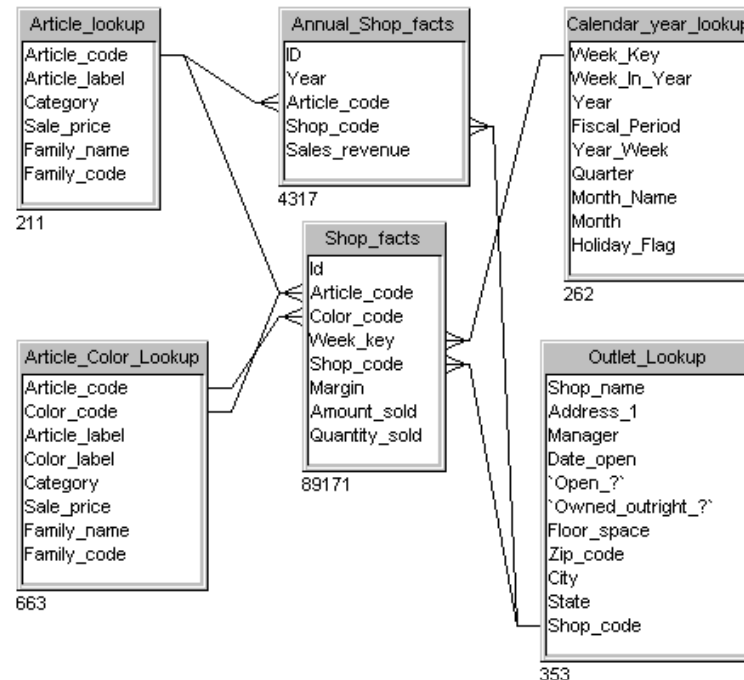 Article_lookup
Article_code
Article_label
Category
Sale_price
Family_name
Family_code
211
Annual_Shop_facts
ID
Year
Article_code
Shop_code
Sales_revenue
4317
Calendar_year_lookup
Week_Key
Week_In_Year
Year
Fiscal_Period
Year_Week
Quarter
Month_Name
Month
Holiday_Flag
262
Shop_facts
Id
Article_code
Color_code
Week_key
Shop_code
Margin
Amount_sold
Quantity_sold
89171
Article_Color_Lookup
Article_code
Color_code
Article_label
Color_label
Category
Sale_price
Family_name
Family_code
663
Outlet_Lookup
Shop_name
Address_1
Manager
Date_open
`Open_?`
`Owned_outright_?`
Floor_space
Zip_code
City
State
Shop_code
353